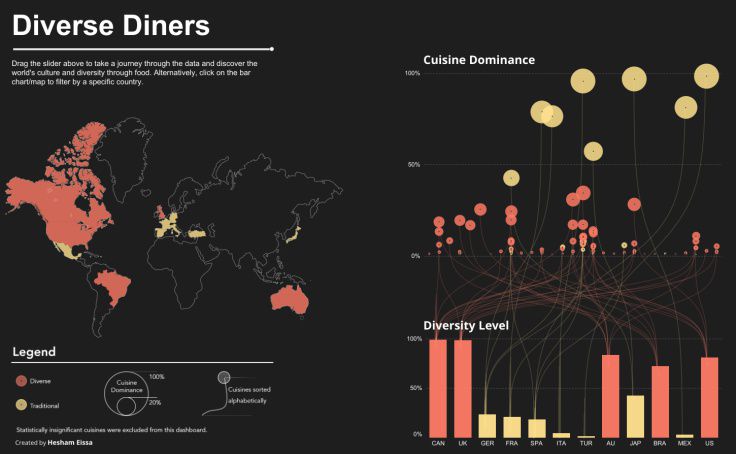 Diverse Diners
Drag the slider above to take a journey through the data and discover the
world's culture and diversity through food. Alternatively, click on the bar
chart/map to filter by a specific country.
Legend
Diverse
Traditional
Cuisine
Dominance
100%
20%
Cuisines sorted
alphabetically
Statistically insignificant cuisines were excluded from this dashboard.
Created by Hesham Eissa
Cuisine Dominance
100%
50%
0%
Diversity Level
100%
50%
0%
CAN UK GER FRA SPA ITA TUR AU JAP BRA MEX US